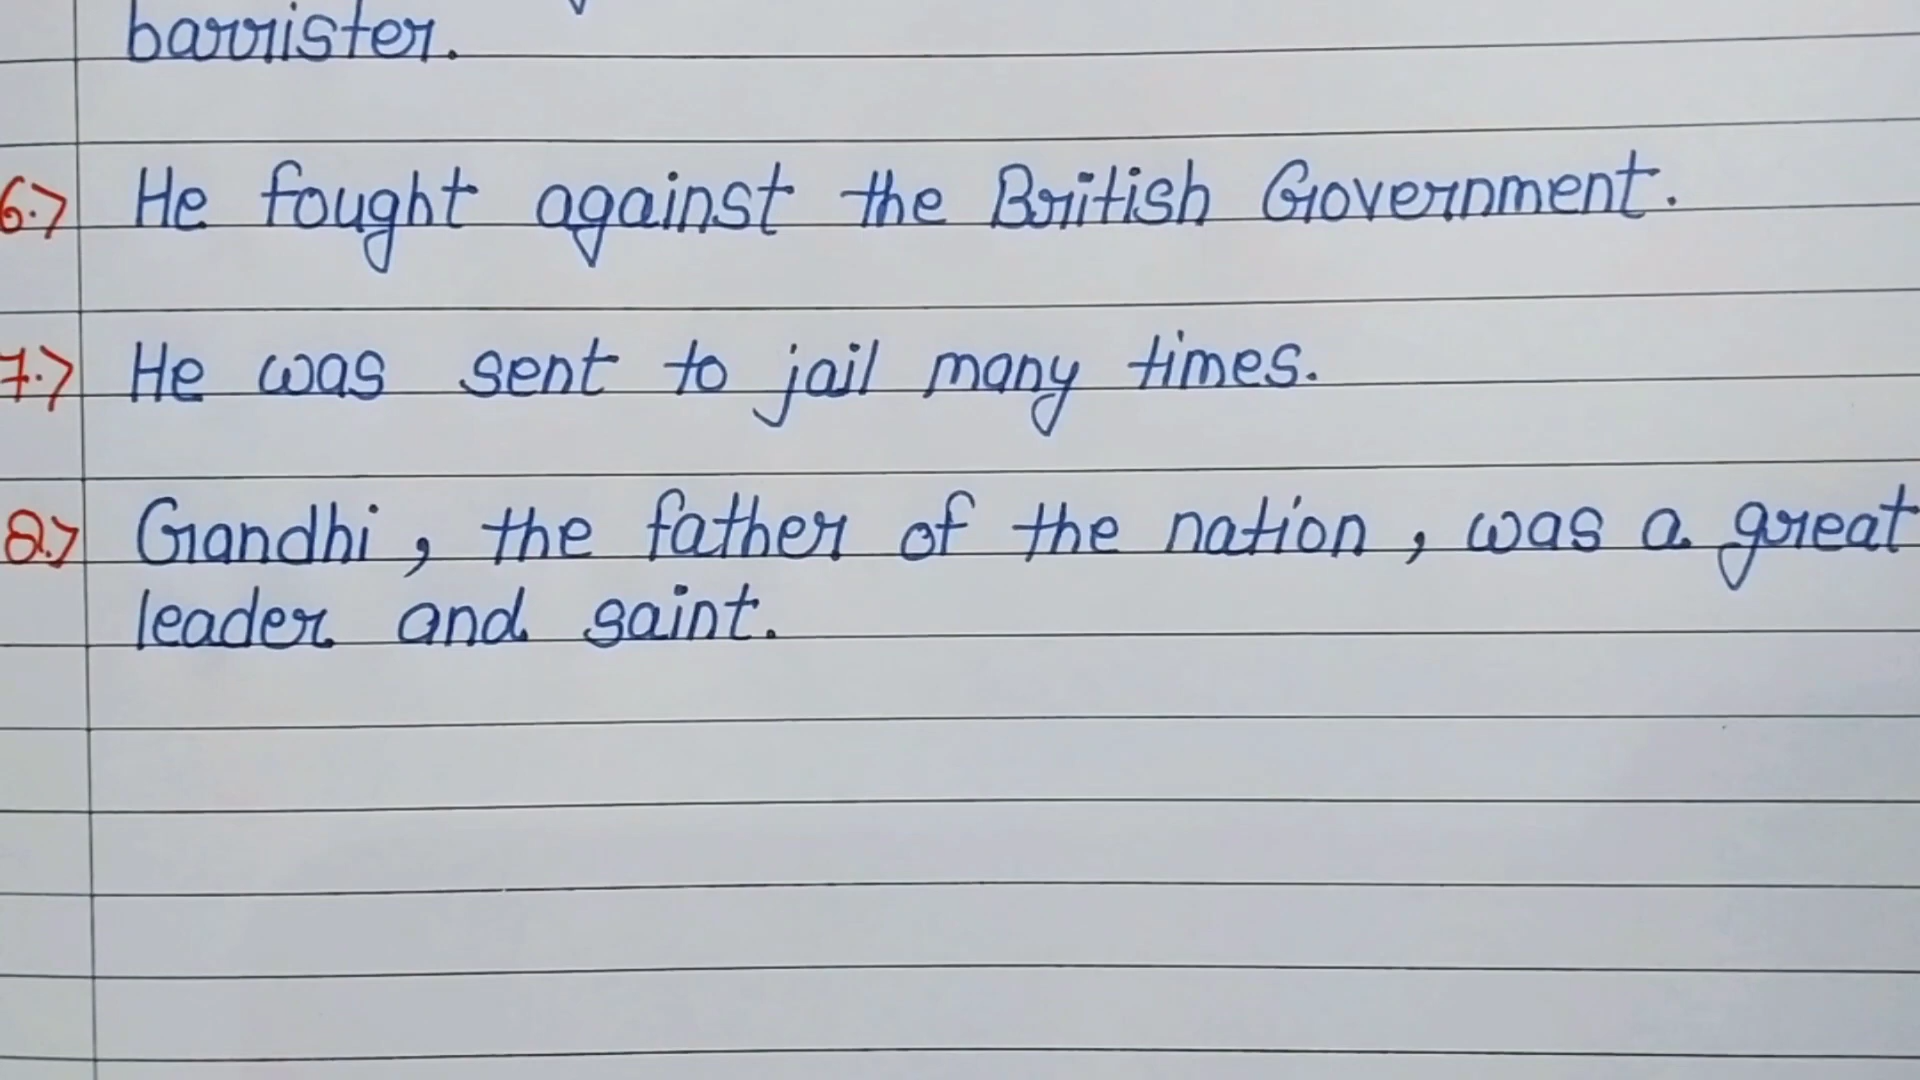 barrister.
6.> He fought against the British Government.
7.> He was sent to jail many times.
8.> Gandhi, the father of the nation, was a great
leader and saint.